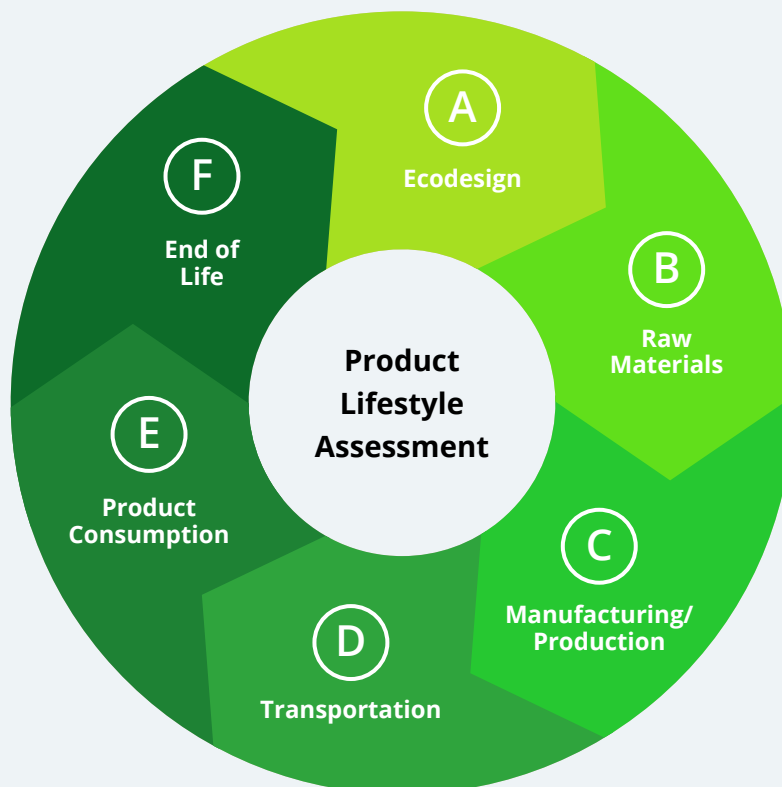 A
Ecodesign
B
Raw
Materials
C
Manufacturing/
Production
D
Transportation
E
Product
Consumption
F
End of
Life
Product
Lifestyle
Assessment